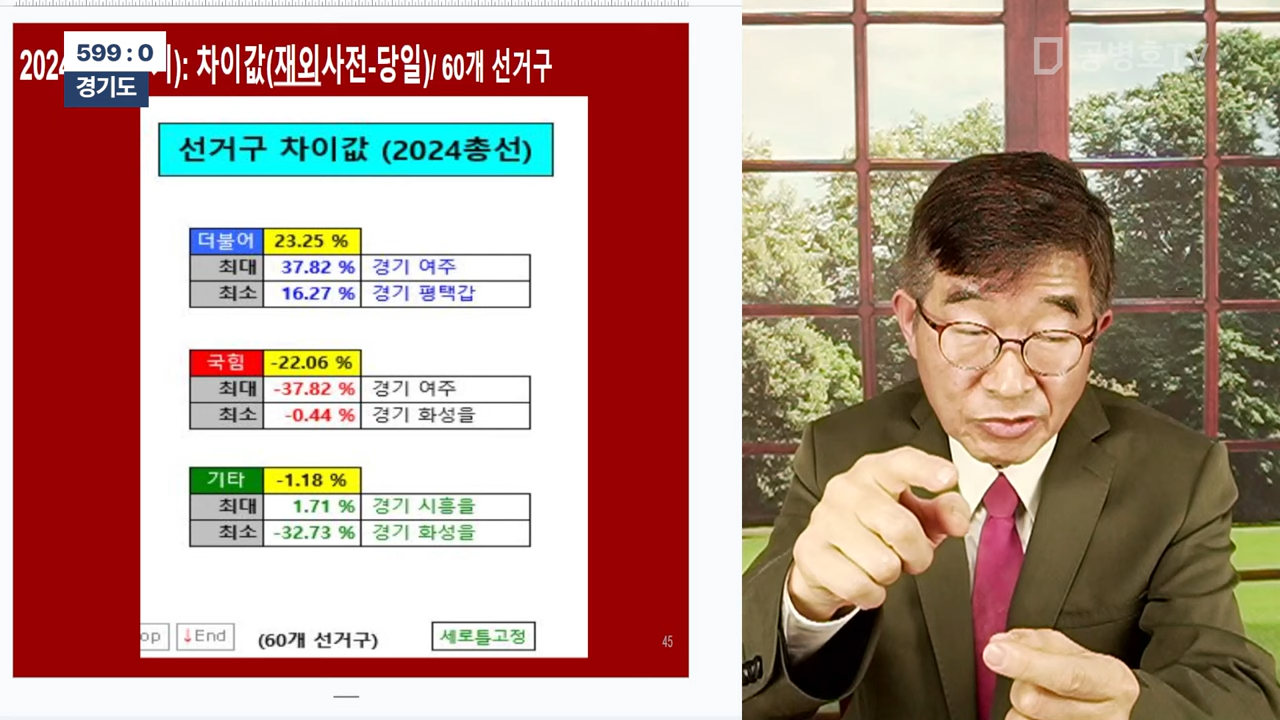 599 : 0
경기도
2024 기): 차이값(재외사전-당일)/ 60개 선거구
공병호TV
선거구 차이값 (2024총선)
더불어 23.25 %
최대 37.82 % 경기 여주
최소 16.27 % 경기 평택갑
국힘 -22.06 %
최대 -37.82 % 경기 여주
최소 -0.44 % 경기 화성을
기타 -1.18 %
최대 1.71 % 경기 시흥을
최소 -32.73 % 경기 화성을
op ↓End (60개 선거구) 세로틀고정
45